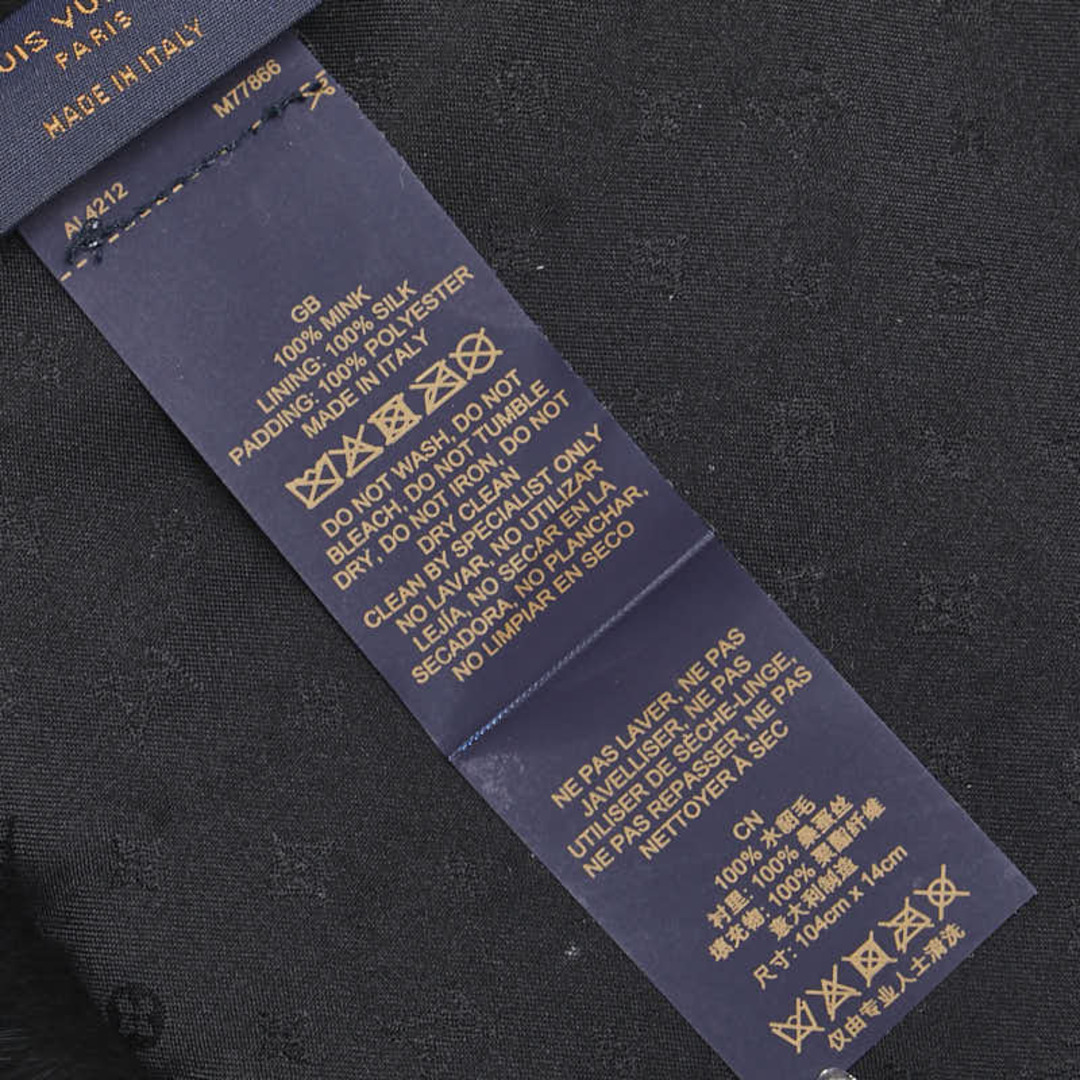 UIS VU
PARIS
MADE IN ITALY
M77866
AI4212
GB
100% MINK
LINING: 100% SILK
PADDING: 100% POLYESTER
MADE IN ITALY
DO NOT WASH, DO NOT
BLEACH, DO NOT TUMBLE
DRY, DO NOT IRON, DO NOT
DRY CLEAN
CLEAN BY SPECIALIST ONLY
NO LAVAR, NO UTILIZAR
LEJÍA, NO SECAR EN LA
SECADORA, NO PLANCHAR,
NO LIMPIAR EN SECO
NE PAS LAVER, NE PAS
JAVELLISER, NE PAS
UTILISER DE SÈCHE-LINGE,
NE PAS REPASSER, NE PAS
NETTOYER À SEC
CN
100% 水貂毛
衬里: 100% 桑蚕丝
填充物: 100% 聚酯纤维
意大利制造
尺寸: 104cm x 14cm
仅由专业人士清洗